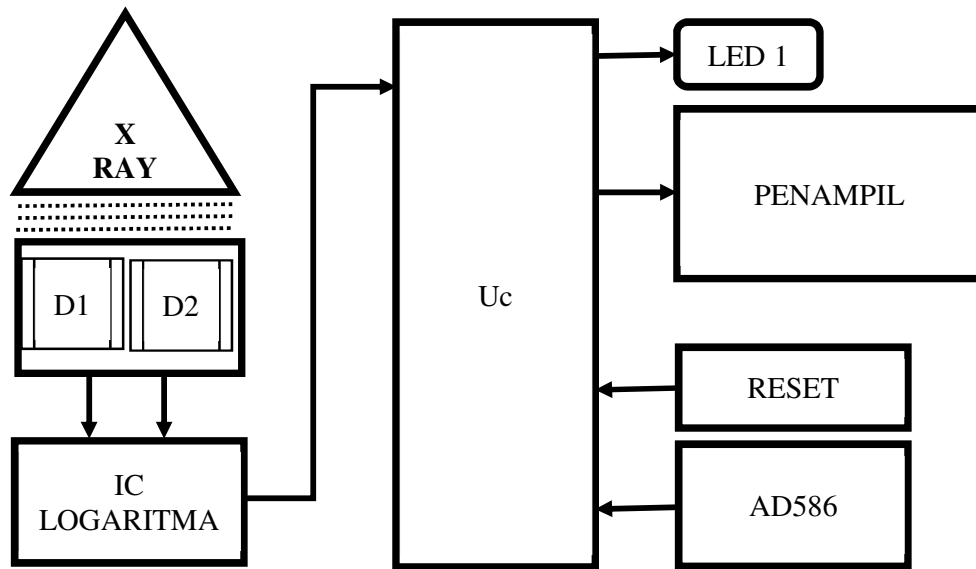 X
RAY
D1
D2
IC
LOGARITMA
Uc
LED 1
PENAMPIL
RESET
AD586